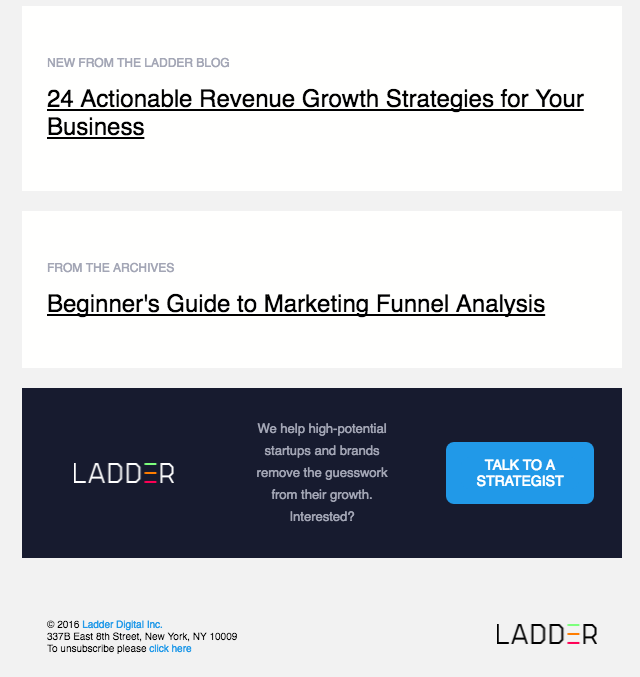 NEW FROM THE LADDER BLOG
24 Actionable Revenue Growth Strategies for Your
Business
FROM THE ARCHIVES
Beginner's Guide to Marketing Funnel Analysis
LADDER
We help high-potential
startups and brands
remove the guesswork
from their growth.
Interested?
TALK TO A
STRATEGIST
© 2016 Ladder Digital Inc.
337B East 8th Street, New York, NY 10009
To unsubscribe please click here
LADDER